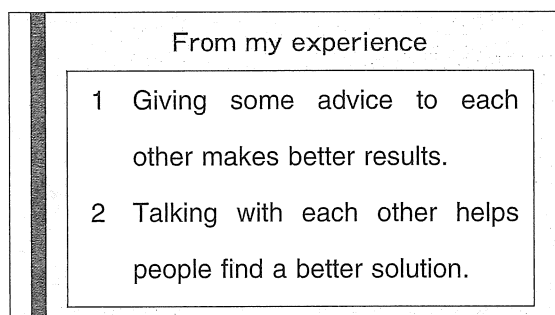 From my experience
1 Giving some advice to each
other makes better results.
2 Talking with each other helps
people find a better solution.